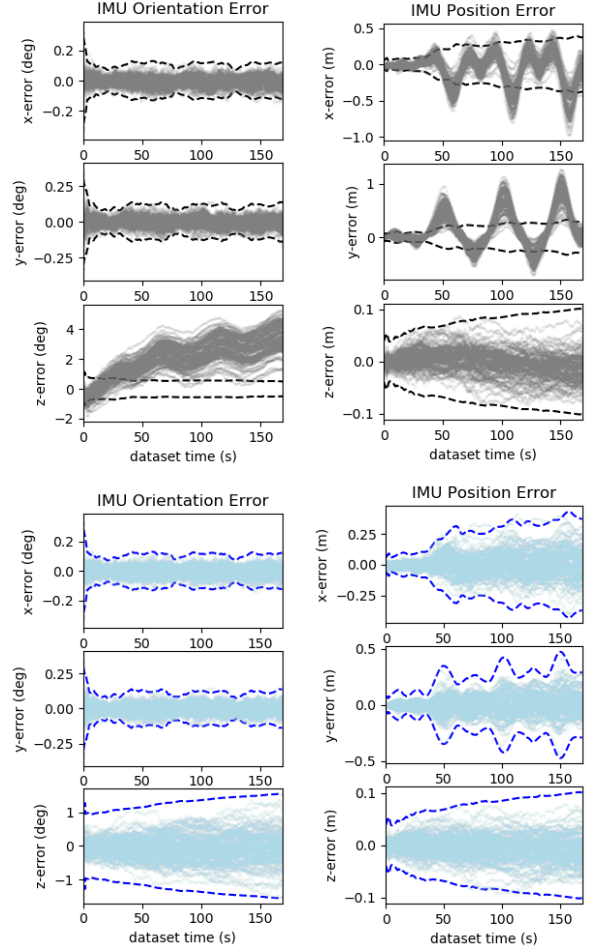 IMU Orientation Error
x-error (deg)
0.2
0.0
−0.2
0 50 100 150
y-error (deg)
0.25
0.00
−0.25
0 50 100 150
z-error (deg)
4
2
0
−2
0 50 100 150
dataset time (s)
IMU Position Error
x-error (m)
0.5
0.0
−0.5
−1.0
0 50 100 150
y-error (m)
1
0
0 50 100 150
z-error (m)
0.1
0.0
−0.1
0 50 100 150
dataset time (s)
IMU Orientation Error
x-error (deg)
0.2
0.0
−0.2
0 50 100 150
y-error (deg)
0.25
0.00
−0.25
0 50 100 150
z-error (deg)
1
0
−1
0 50 100 150
dataset time (s)
IMU Position Error
x-error (m)
0.25
0.00
−0.25
0 50 100 150
y-error (m)
0.5
0.0
−0.5
0 50 100 150
z-error (m)
0.1
0.0
−0.1
0 50 100 150
dataset time (s)